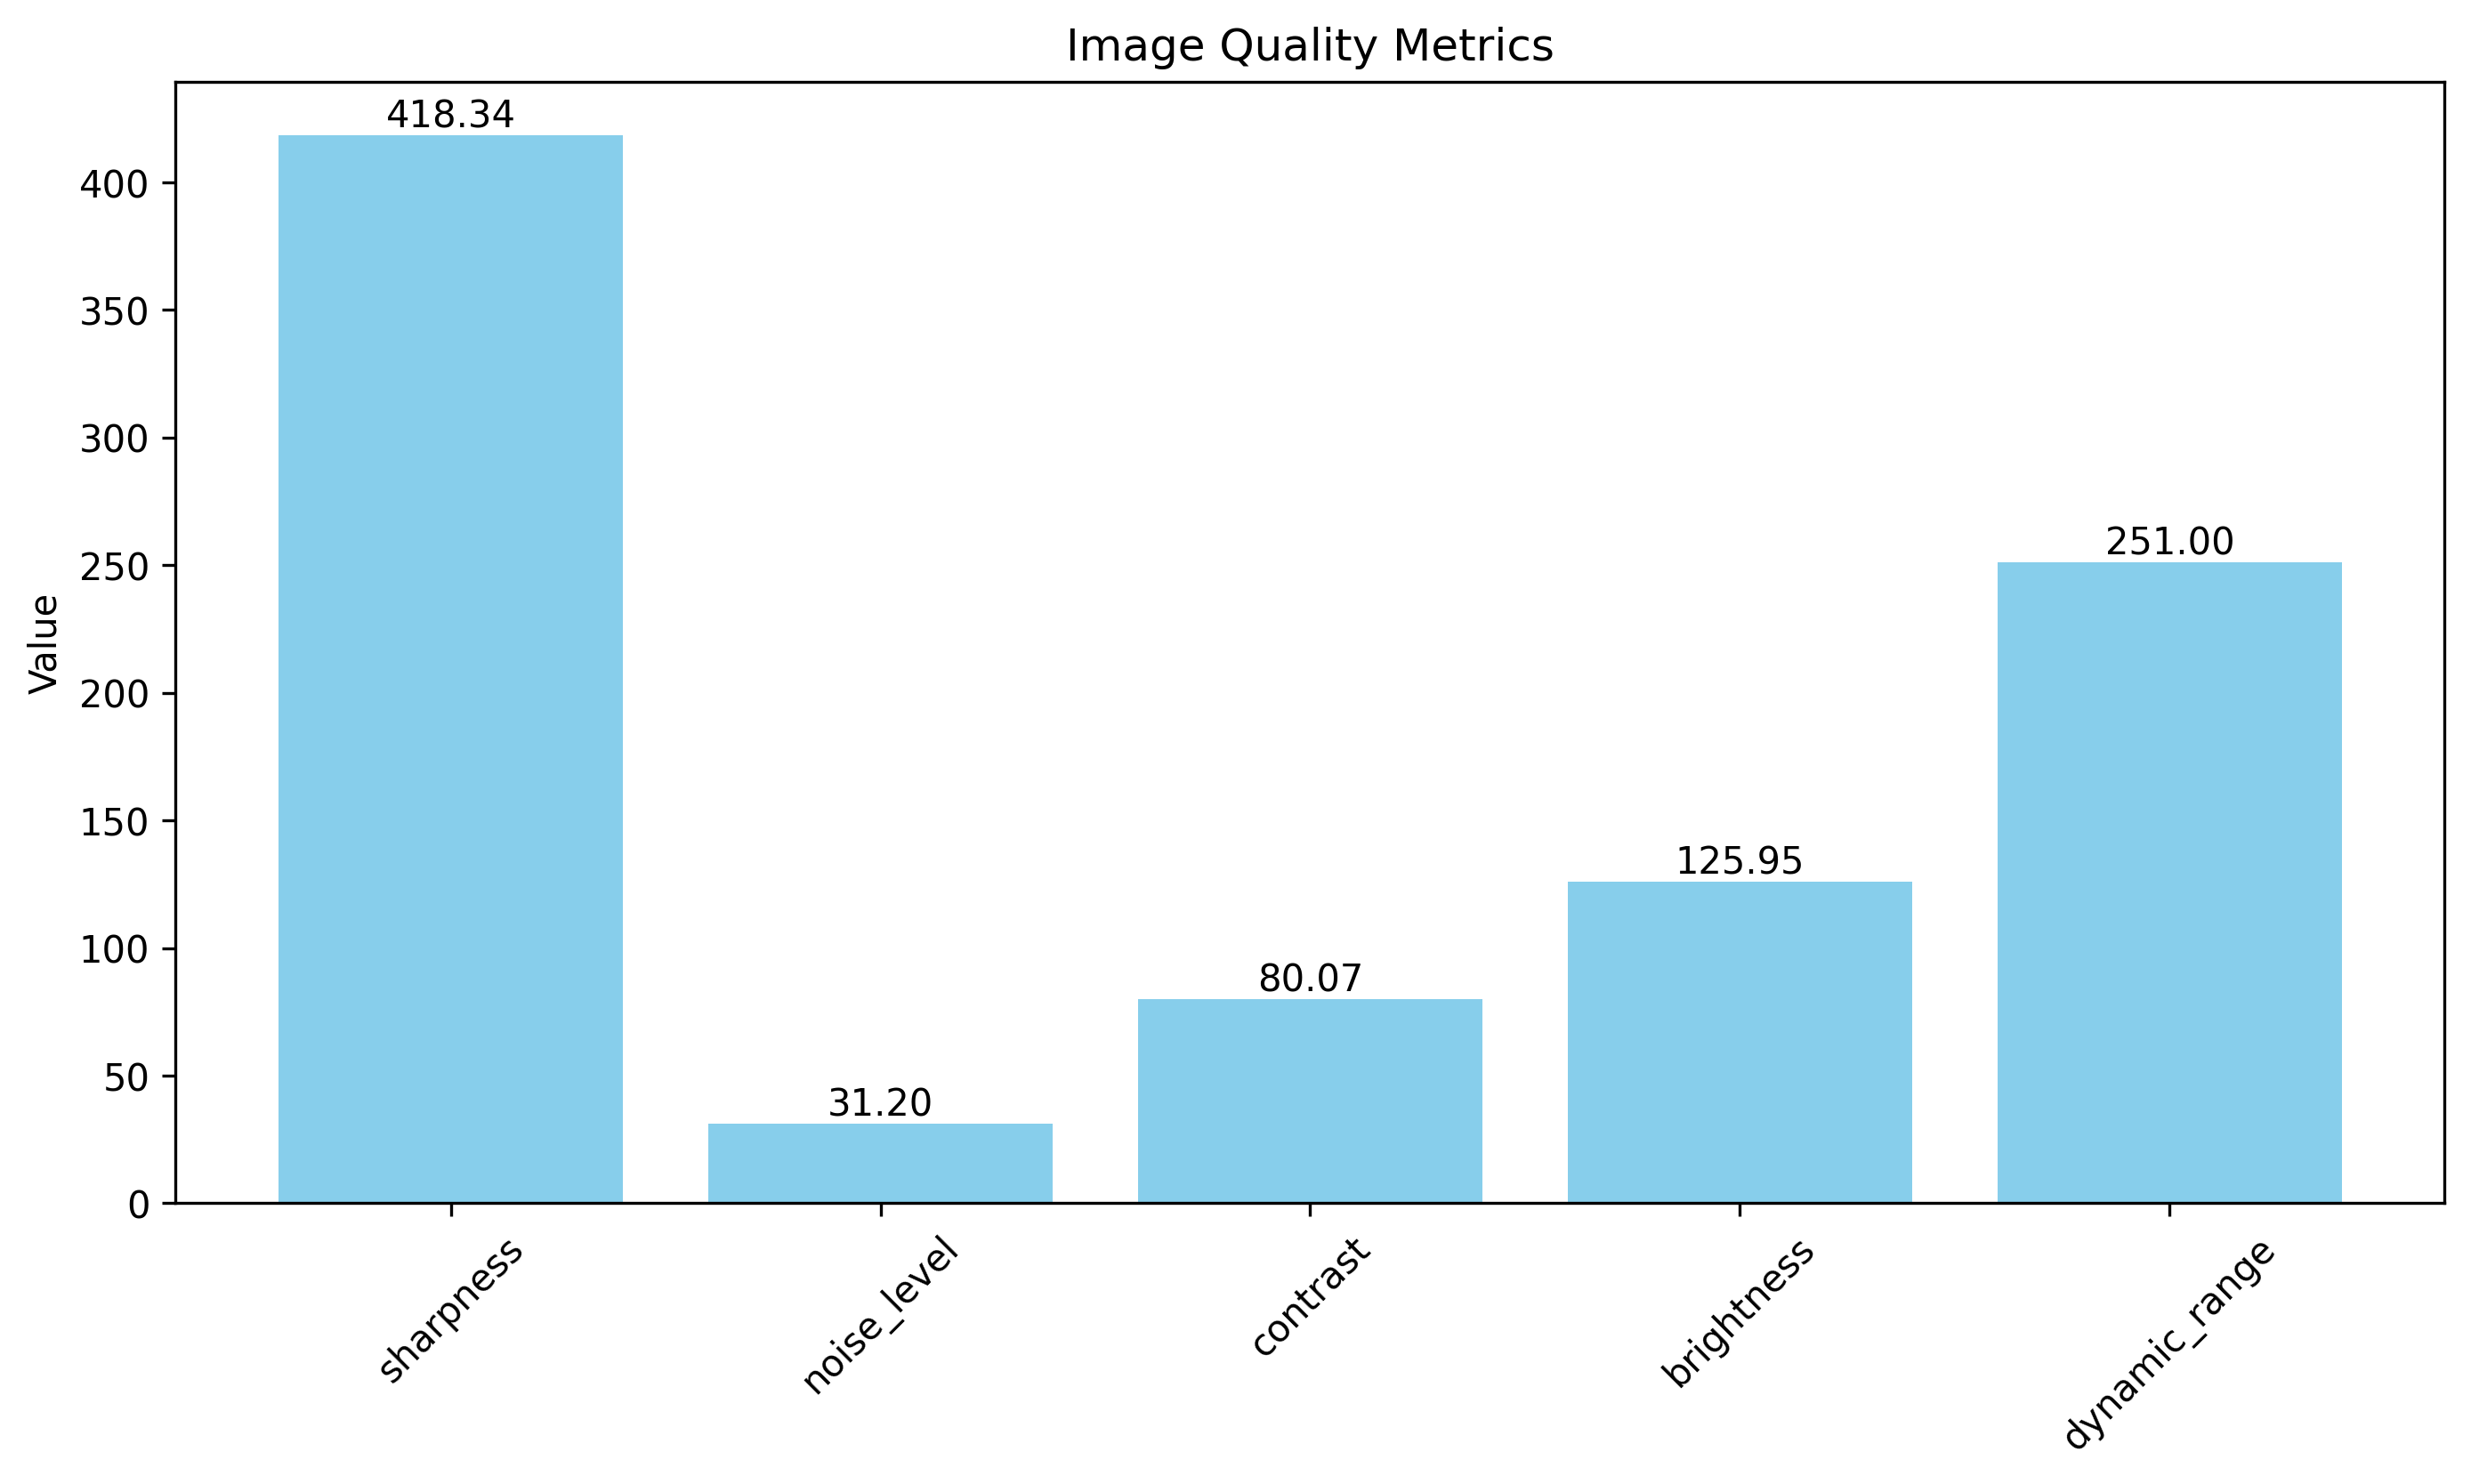 Image Quality Metrics
418.34
400
350
300
251.00
250
Value
200
150
125.95
100
80.07
50
31.20
0
sharpness
noise_level
contrast
brightness
dynamic_range